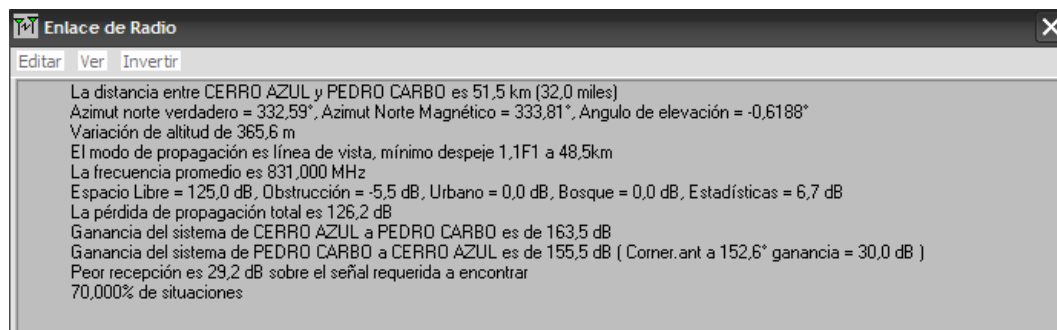 Enlace de Radio
Editar Ver Invertir
La distancia entre CERRO AZUL y PEDRO CARBO es 51,5 km (32,0 miles)
Azimut norte verdadero = 332,59°, Azimut Norte Magnético = 333,81°, Angulo de elevación = -0,6188°
Variación de altitud de 365,6 m
El modo de propagación es línea de vista, mínimo despeje 1,1F1 a 48,5km
La frecuencia promedio es 831,000 MHz
Espacio Libre = 125,0 dB, Obstrucción = -5,5 dB, Urbano = 0,0 dB, Bosque = 0,0 dB, Estadísticas = 6,7 dB
La pérdida de propagación total es 126,2 dB
Ganancia del sistema de CERRO AZUL a PEDRO CARBO es de 163,5 dB
Ganancia del sistema de PEDRO CARBO a CERRO AZUL es de 155,5 dB ( Corner.ant a 152,6° ganancia = 30,0 dB )
Peor recepción es 29,2 dB sobre el señal requerida a encontrar
70,000% de situaciones